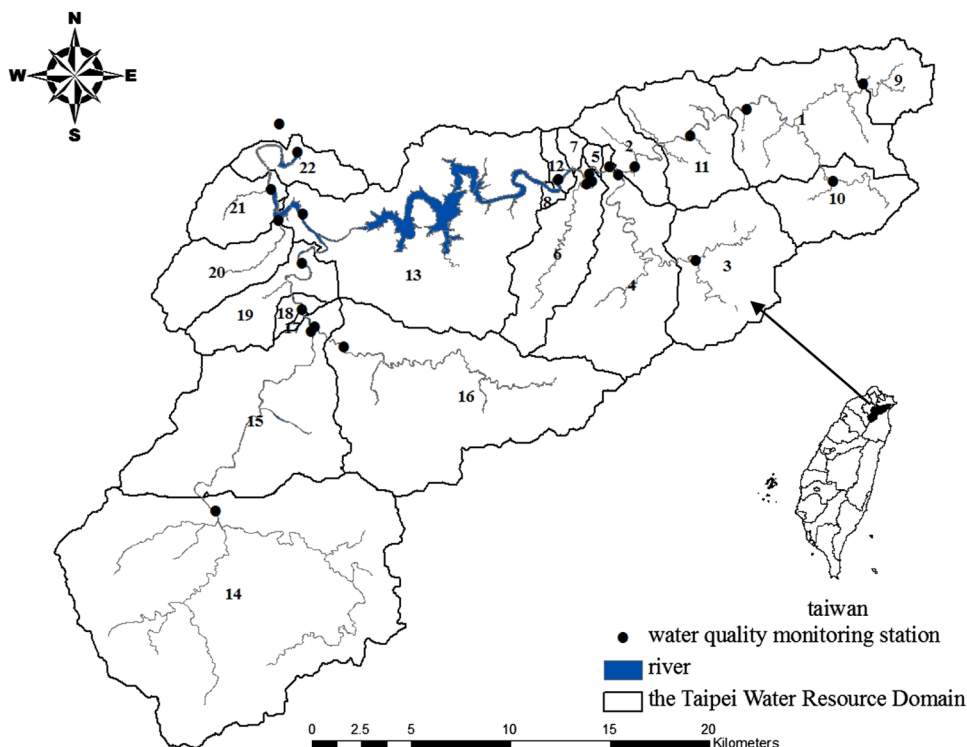 N
W E
S
9
1
7
5
2
12
11
22
8
10
21
6
3
20
13
4
19
18
17
16
15
14
taiwan
water quality monitoring station
river
the Taipei Water Resource Domain
0 2.5 5 10 15 20
Kilometers